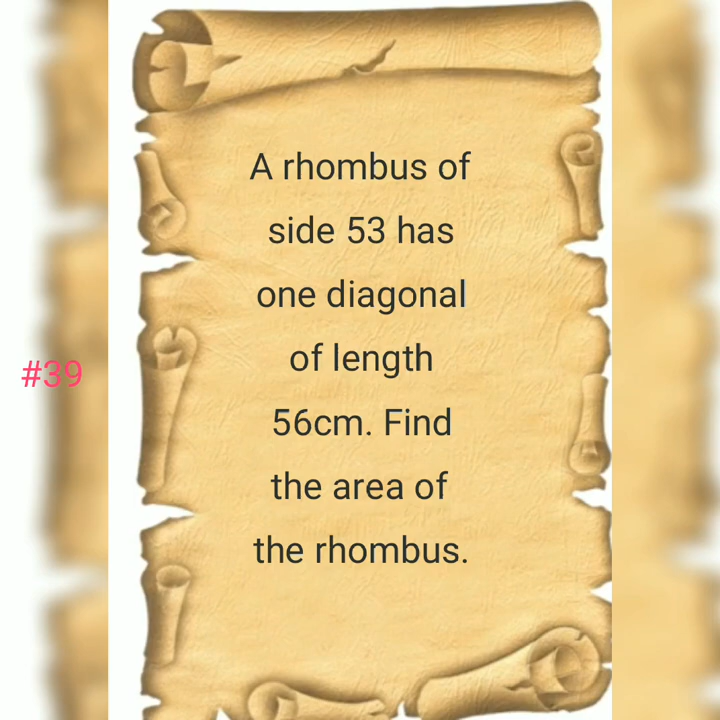 A rhombus of
side 53 has
one diagonal
of length
56cm. Find
the area of
the rhombus.
#39